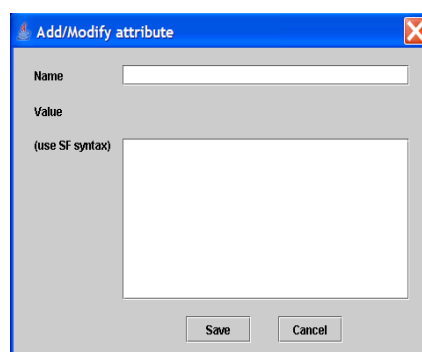 Add/Modify attribute
Name
Value
(use SF syntax)
Save Cancel